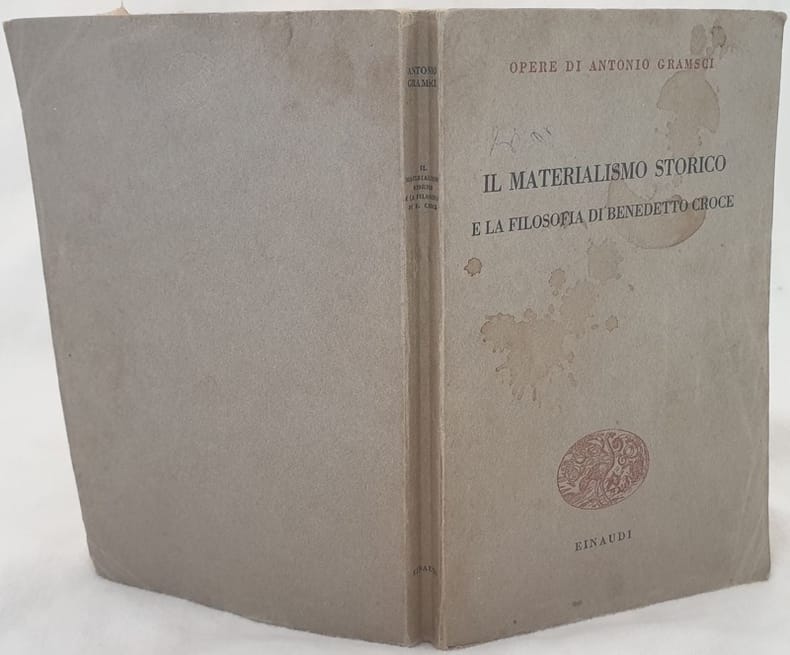 ANTONIO
GRAMSCI
IL
MATERIALISMO
STORICO
E LA FILOSOFIA
DI B. CROCE
EINAUDI
OPERE DI ANTONIO GRAMSCI
IL MATERIALISMO STORICO
E LA FILOSOFIA DI BENEDETTO CROCE
EINAUDI